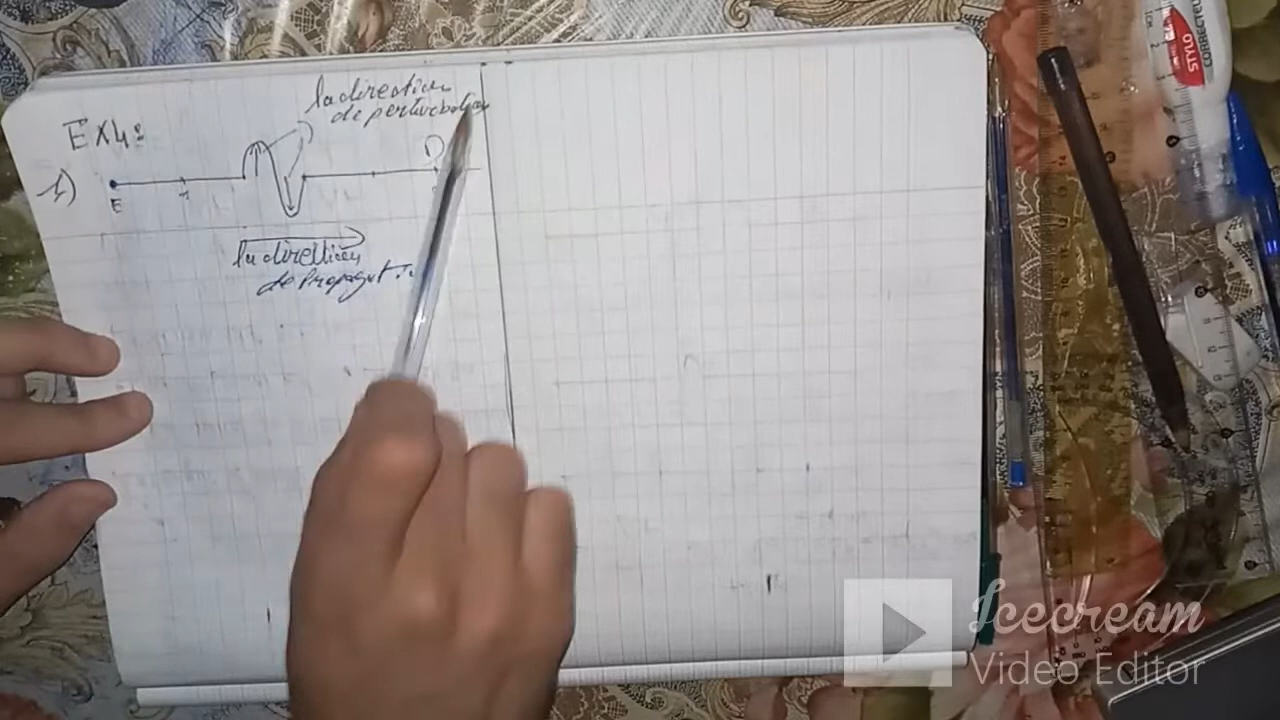 EX4:
la direction
de perturbation
1)
E
la direction
de Propagat
STYLO
CORRECTEUR
Icecream
Video Editor